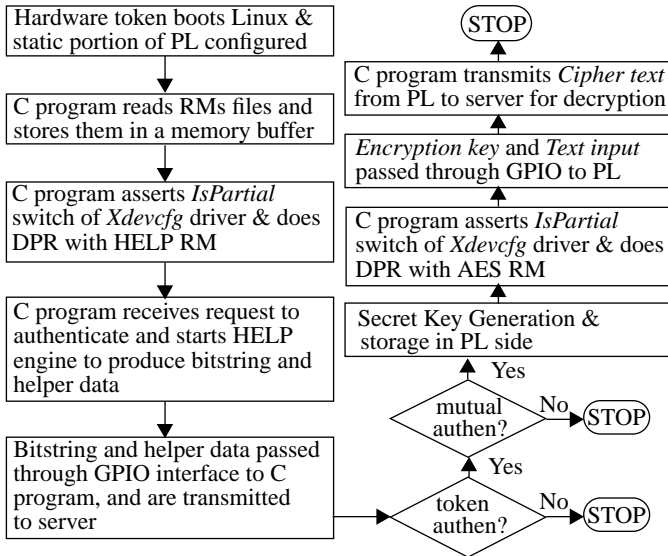 Hardware token boots Linux &
static portion of PL configured
C program reads RMs files and
stores them in a memory buffer
C program asserts IsPartial
switch of Xdevcfg driver & does
DPR with HELP RM
C program receives request to
authenticate and starts HELP
engine to produce bitstring and
helper data
Bitstring and helper data passed
through GPIO interface to C
program, and are transmitted
to server
token
authen?
No
STOP
Yes
mutual
authen?
No
STOP
Yes
Secret Key Generation &
storage in PL side
C program asserts IsPartial
switch of Xdevcfg driver & does
DPR with AES RM
Encryption key and Text input
passed through GPIO to PL
C program transmits Cipher text
from PL to server for decryption
STOP